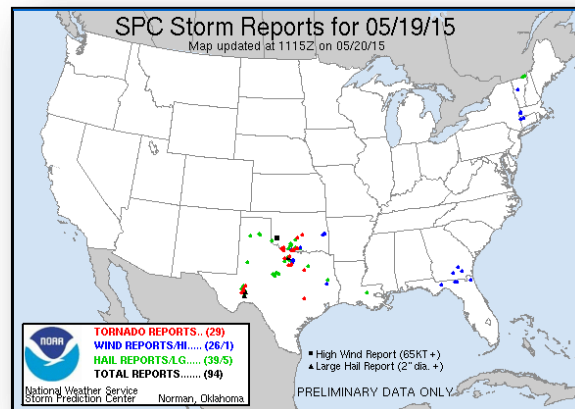 SPC Storm Reports for 05/19/15
Map updated at 1115Z on 05/20/15
NOAA
TORNADO REPORTS.. (29)
WIND REPORTS/HI..... (26/1)
HAIL REPORTS/LG..... (39/5)
TOTAL REPORTS....... (94)
National Weather Service
Storm Prediction Center Norman, Oklahoma
High Wind Report (65KT +)
Large Hail Report (2" dia. +)
PRELIMINARY DATA ONLY